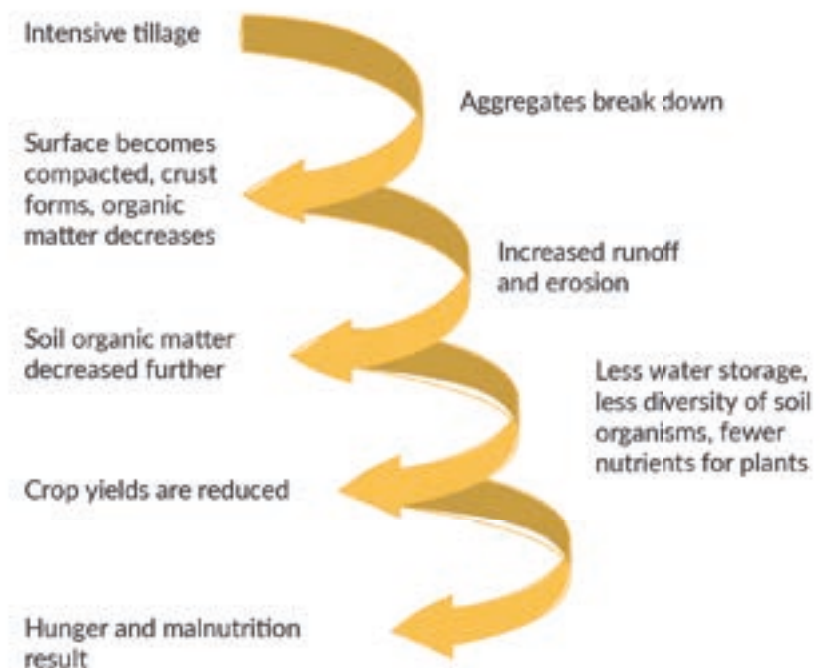 Intensive tillage
Aggregates break down
Surface becomes
compacted, crust
forms, organic
matter decreases
Increased runoff
and erosion
Soil organic matter
decreased further
Less water storage,
less diversity of soil
organisms, fewer
nutrients for plants
Crop yields are reduced
Hunger and malnutrition
result